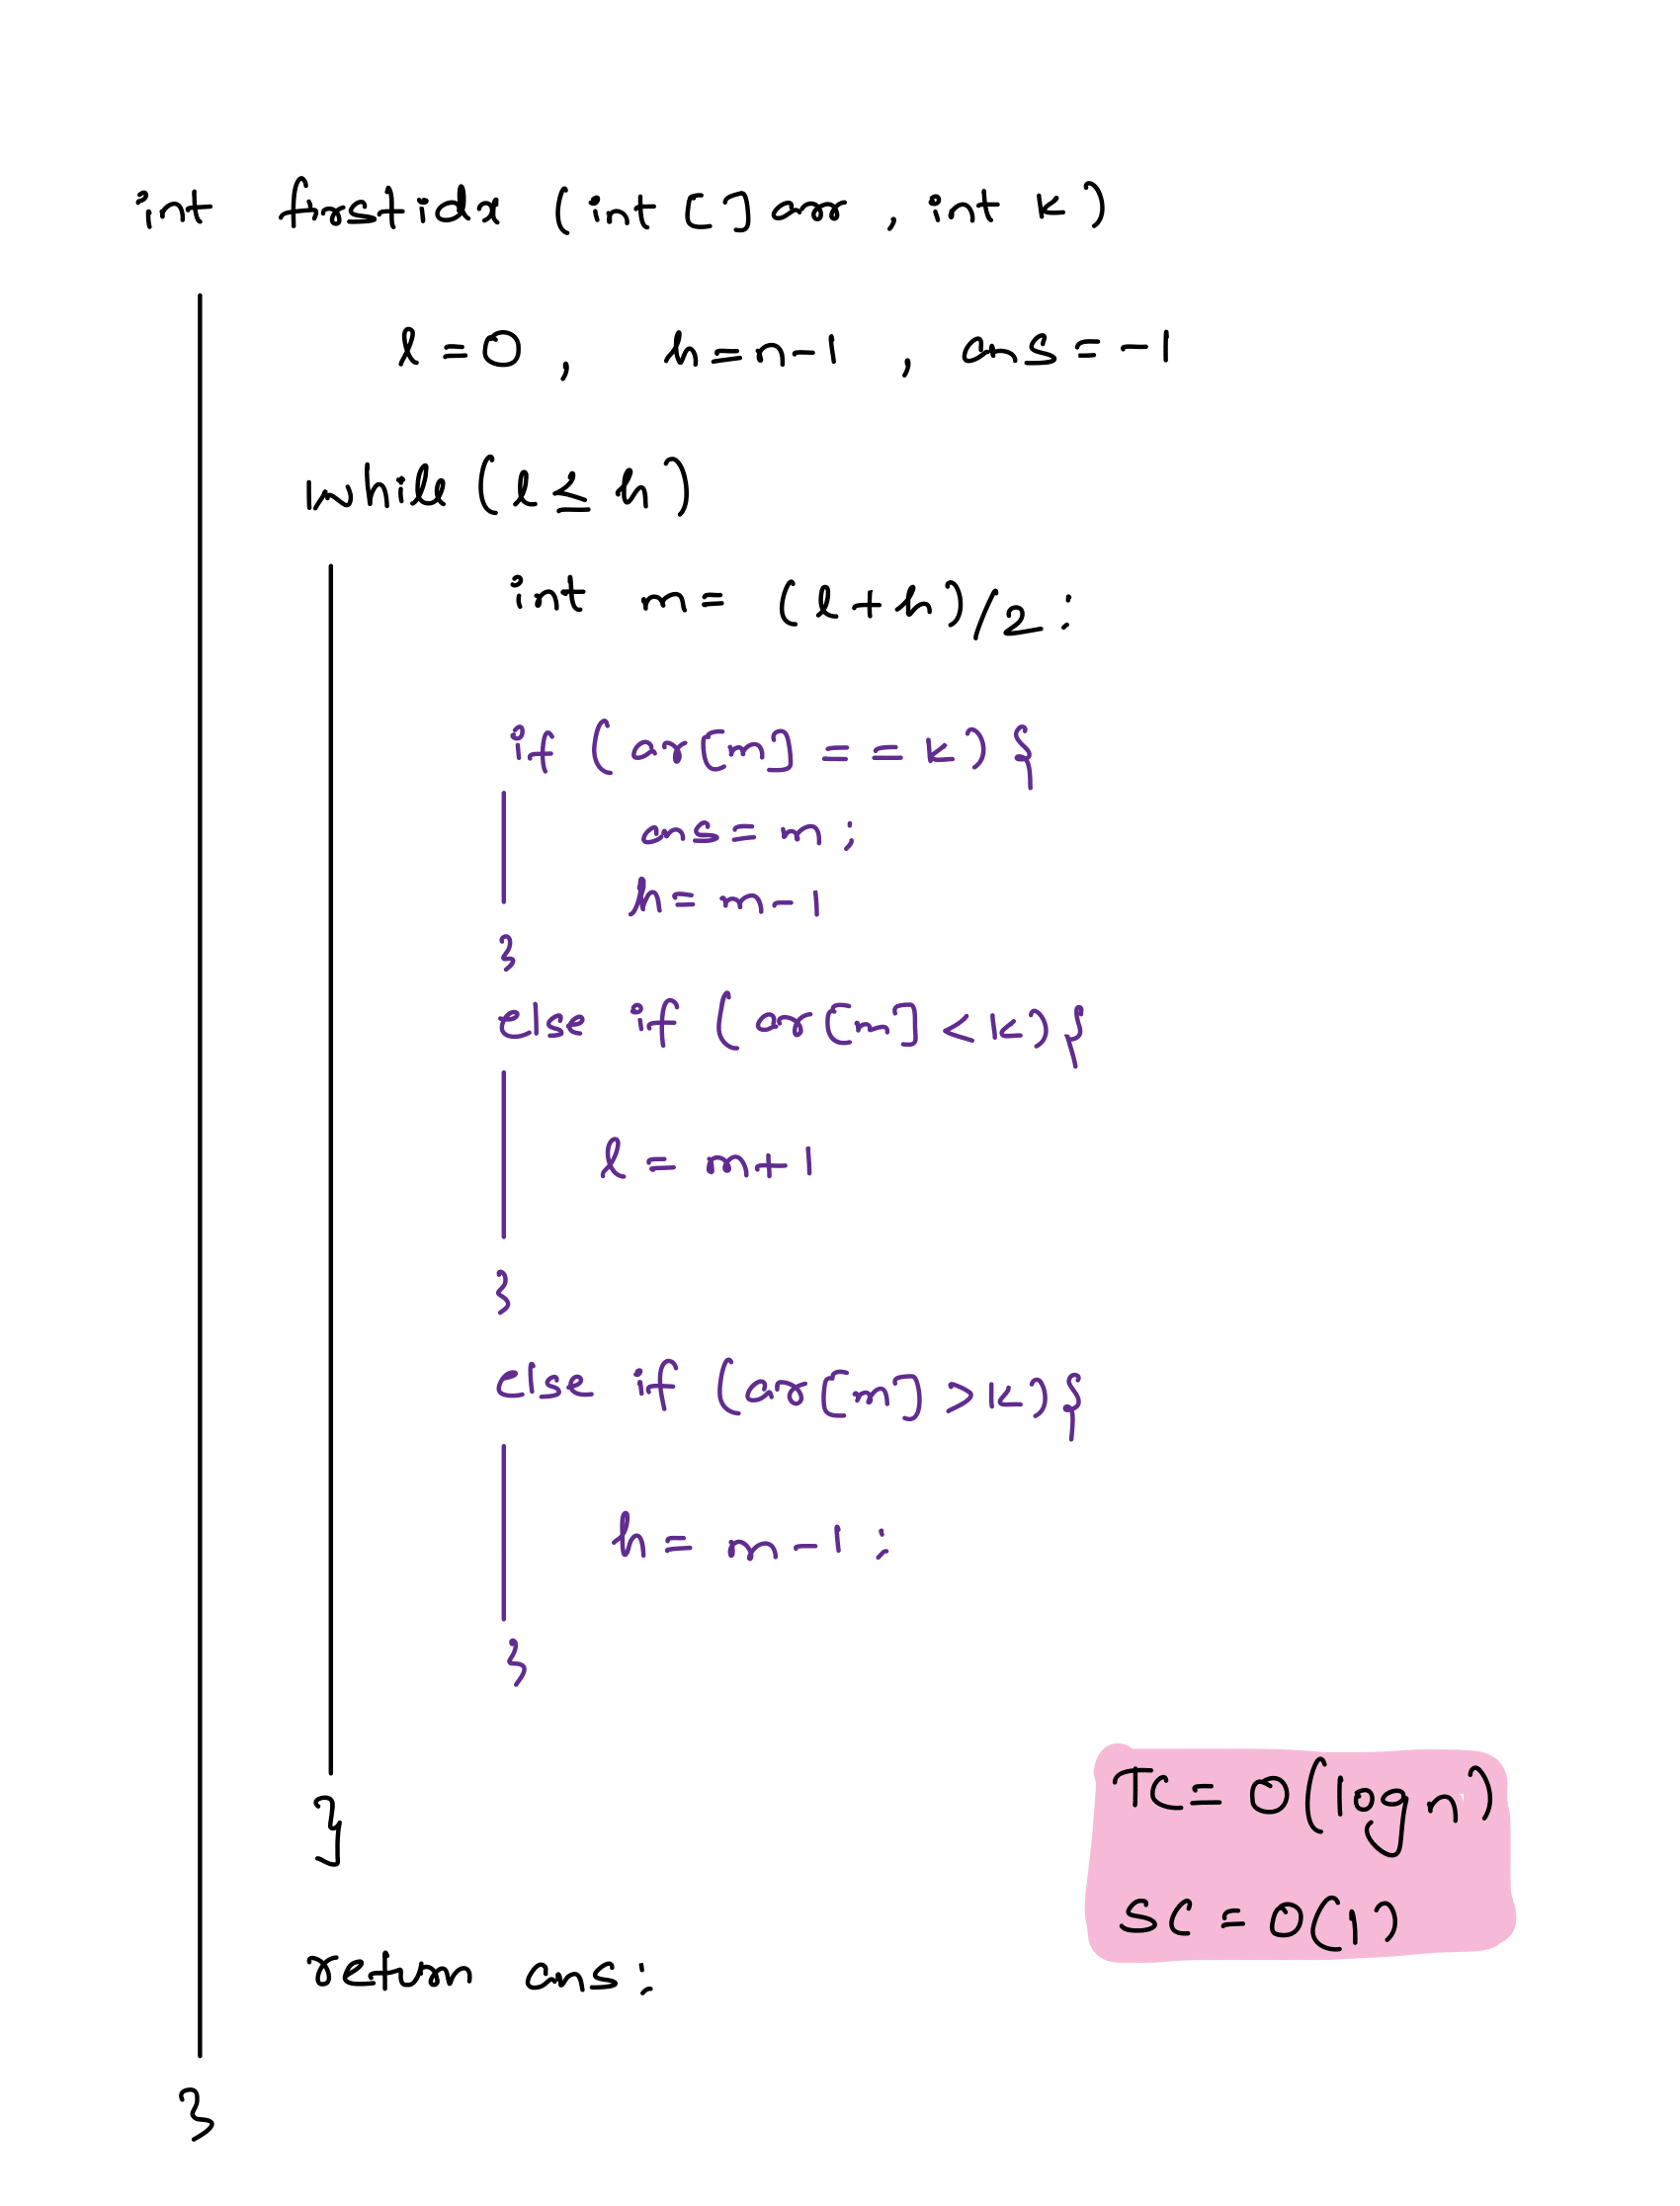 int firstidx (int [] arr , int k)
l = 0 , h = n-1 , ans = -1
while (l ≤ h)
int m = (l+h)/2 ;
if (ar[m] == k) {
ans = m ;
h = m-1
}
else if (ar[m] < k) {
l = m+1
}
else if (ar[m] > k) {
h = m-1 ;
}
}
TC = O(log n)
SC = O(1)
return ans;
}